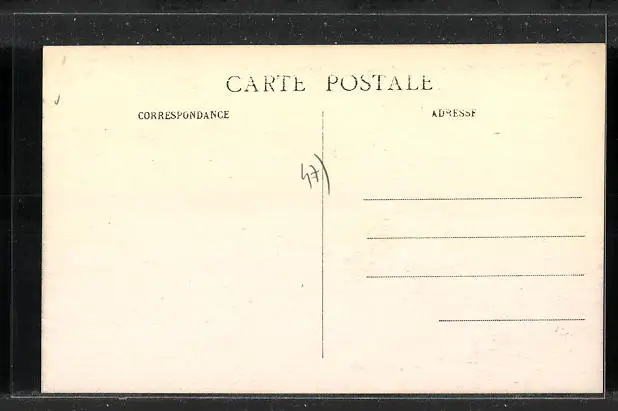 CARTE POSTALE
CORRESPONDANCE
ADRESSE
47)